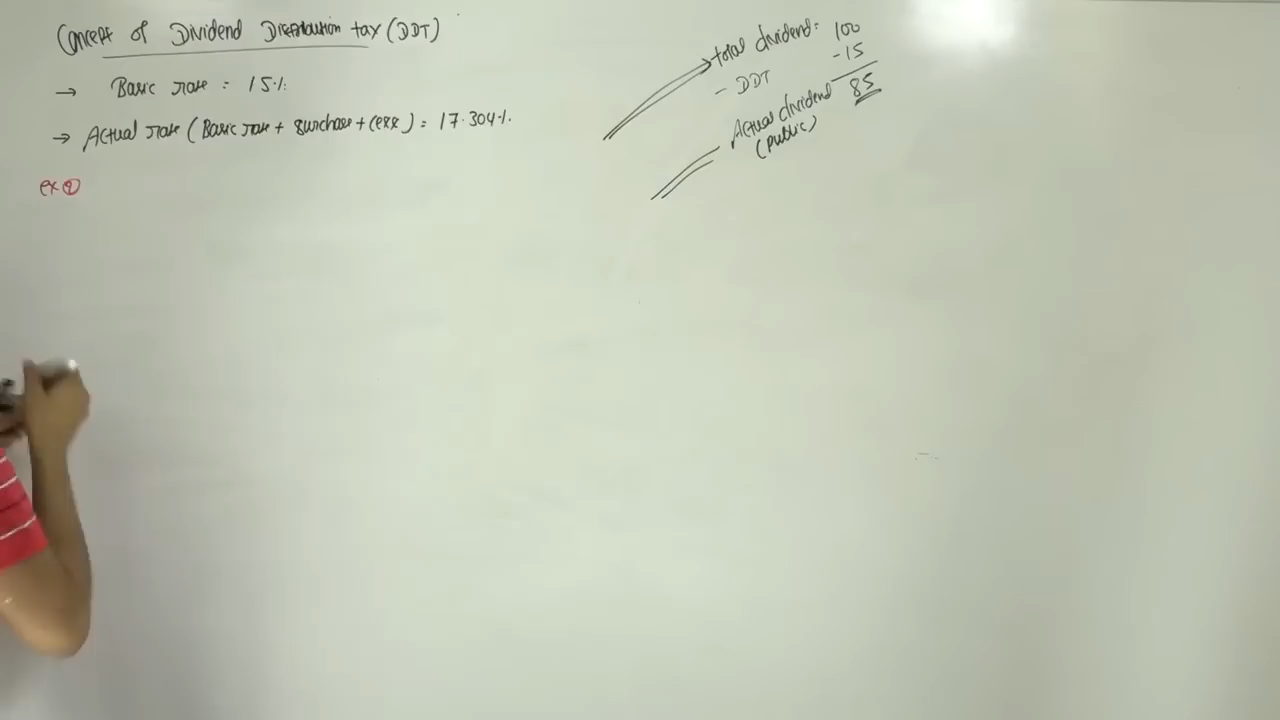 Concept of Dividend Distribution tax (DDT)
→ Basic rate = 15%
→ Actual rate (Basic rate + Surcharge + Cess) = 17.304%
ex ①
total dividend = 100
- DDT -15
Actual dividend 85
(Public)